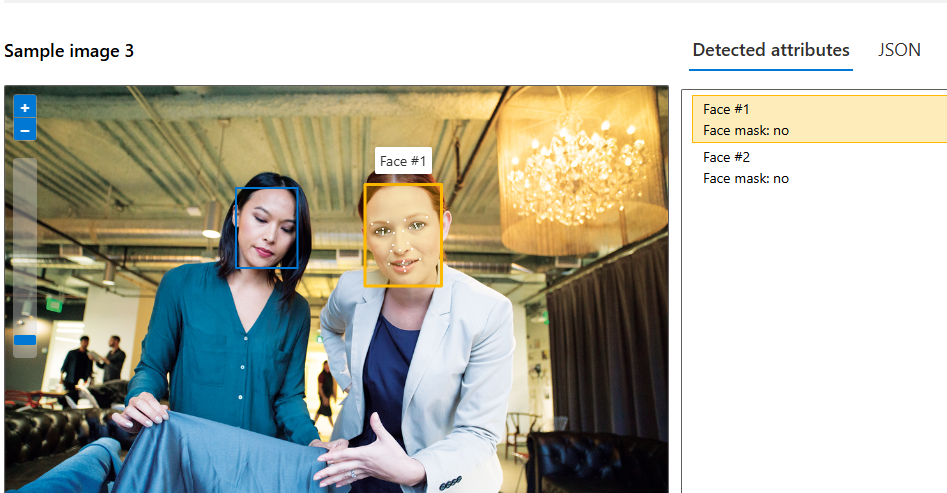 Sample image 3
Detected attributes
JSON
+
−
Face #1
Face #1
Face mask: no
Face #2
Face mask: no